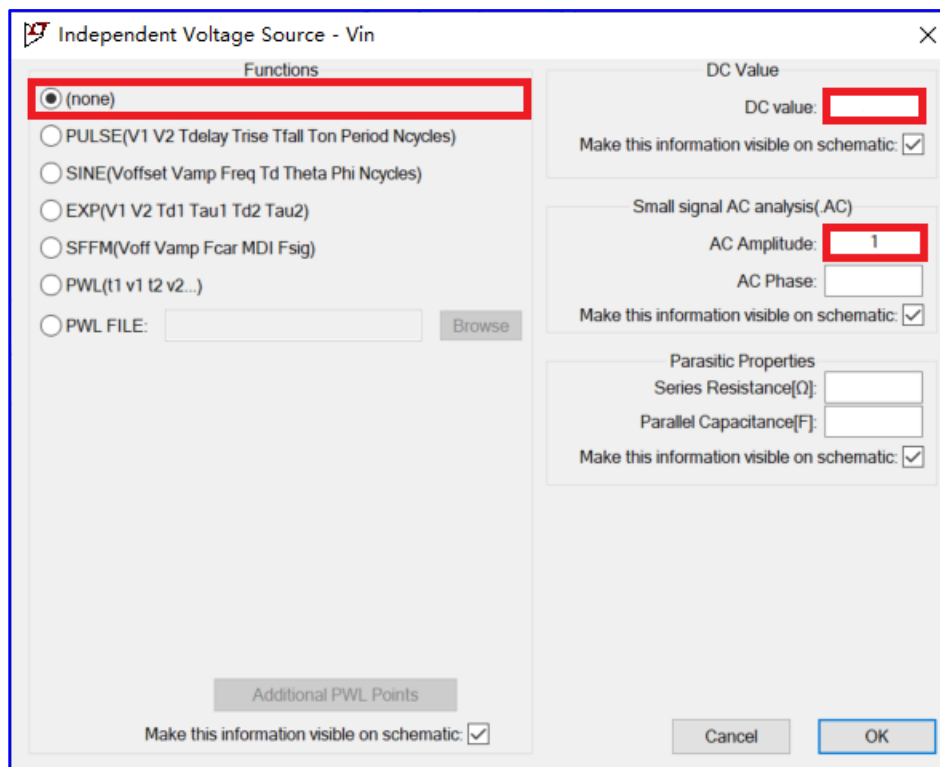 Independent Voltage Source - Vin
Functions
(none)
PULSE(V1 V2 Tdelay Trise Tfall Ton Period Ncycles)
SINE(Voffset Vamp Freq Td Theta Phi Ncycles)
EXP(V1 V2 Td1 Tau1 Td2 Tau2)
SFFM(Voff Vamp Fcar MDI Fsig)
PWL(t1 v1 t2 v2...)
PWL FILE:
Browse
Additional PWL Points
Make this information visible on schematic:
DC Value
DC value:
Make this information visible on schematic:
Small signal AC analysis(.AC)
AC Amplitude: 1
AC Phase:
Make this information visible on schematic:
Parasitic Properties
Series Resistance[Ω]:
Parallel Capacitance[F]:
Make this information visible on schematic:
Cancel OK